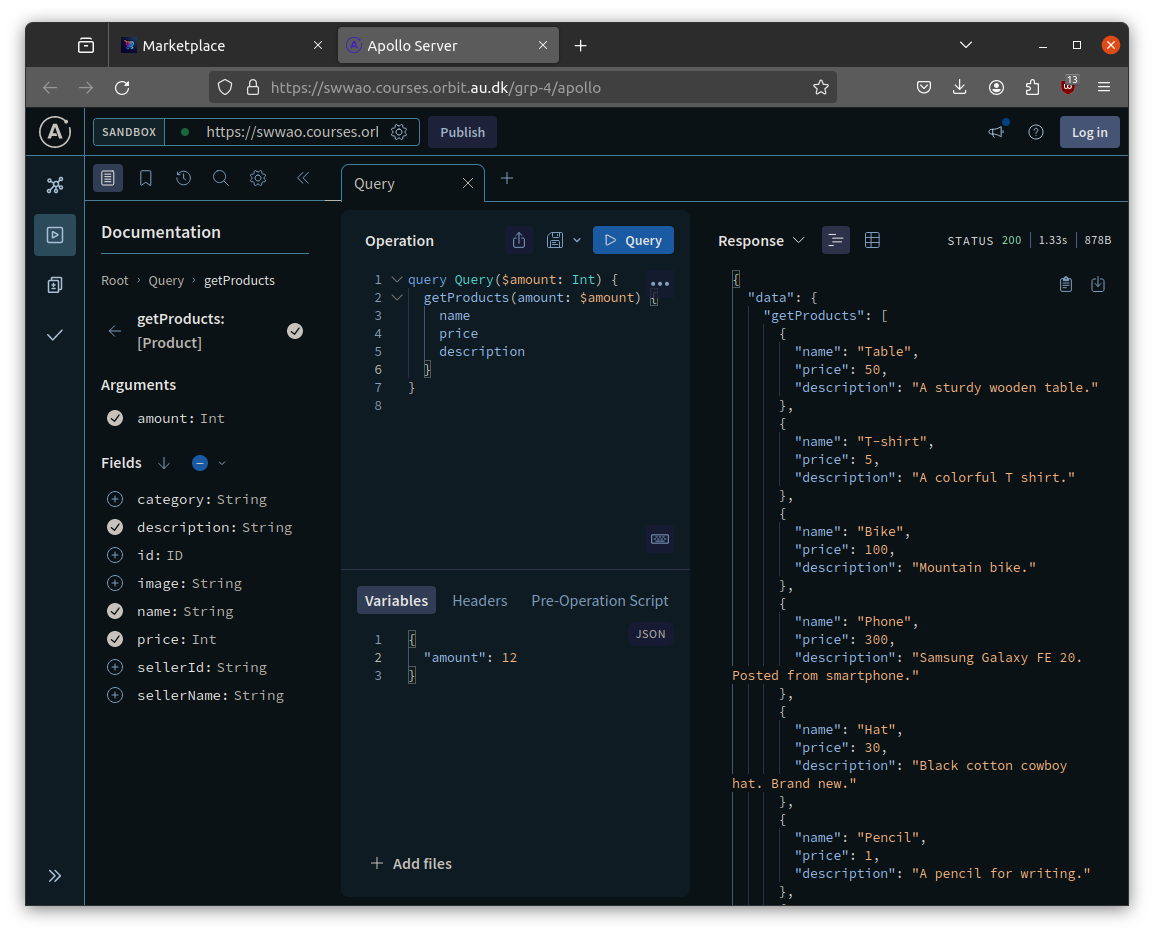 Marketplace
Apollo Server
https://swwao.courses.orbit.au.dk/grp-4/apollo
13
SANDBOX
https://swwao.courses.orl
Publish
Log in
Query
Documentation
Root › Query › getProducts
getProducts:
[Product]
Arguments
amount: Int
Fields
category: String
description: String
id: ID
image: String
name: String
price: Int
sellerId: String
sellerName: String
Operation
Query
1 query Query($amount: Int) {
2 getProducts(amount: $amount) {
3 name
4 price
5 description
6 }
7 }
8
Variables
Headers
Pre-Operation Script
JSON
1 {
2 "amount": 12
3 }
+ Add files
Response
STATUS 200
1.33s
878B
{
"data": {
"getProducts": [
{
"name": "Table",
"price": 50,
"description": "A sturdy wooden table."
},
{
"name": "T-shirt",
"price": 5,
"description": "A colorful T shirt."
},
{
"name": "Bike",
"price": 100,
"description": "Mountain bike."
},
{
"name": "Phone",
"price": 300,
"description": "Samsung Galaxy FE 20.
Posted from smartphone."
},
{
"name": "Hat",
"price": 30,
"description": "Black cotton cowboy
hat. Brand new."
},
{
"name": "Pencil",
"price": 1,
"description": "A pencil for writing."
},